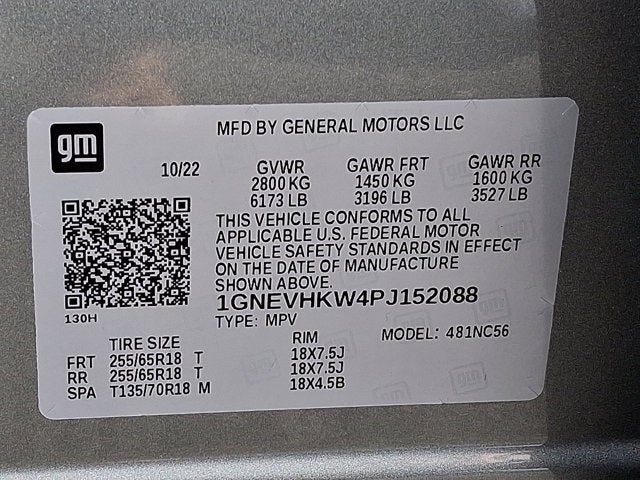 gm
MFD BY GENERAL MOTORS LLC
10/22 GVWR GAWR FRT GAWR RR
2800 KG 1450 KG 1600 KG
6173 LB 3196 LB 3527 LB
THIS VEHICLE CONFORMS TO ALL
APPLICABLE U.S. FEDERAL MOTOR
VEHICLE SAFETY STANDARDS IN EFFECT
ON THE DATE OF MANUFACTURE
SHOWN ABOVE.
1GNEVHKW4PJ152088
130H
TYPE: MPV MODEL: 481NC56
TIRE SIZE RIM
FRT 255/65R18 T 18X7.5J
RR 255/65R18 T 18X7.5J
SPA T135/70R18 M 18X4.5B